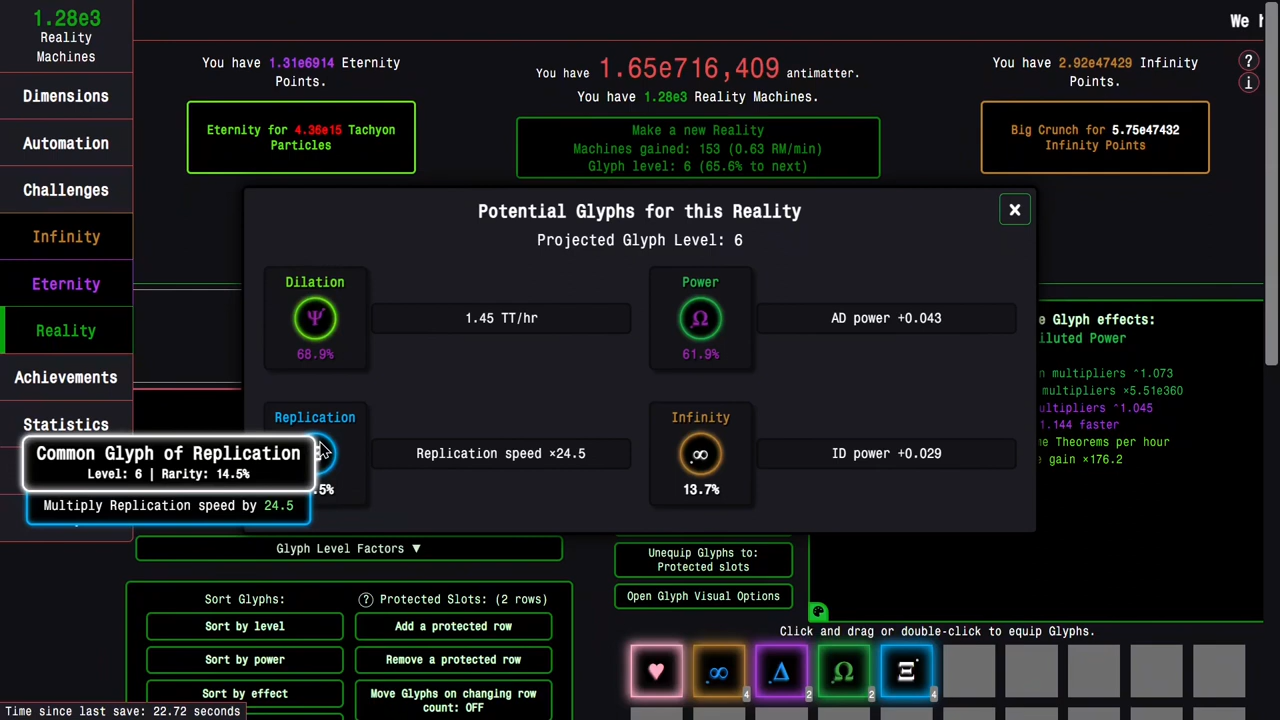 1.28e3
Reality
Machines
Dimensions
Automation
Challenges
Infinity
Eternity
Reality
Achievements
Statistics
We
You have 1.31e6914 Eternity
Points.
Eternity for 4.36e15 Tachyon
Particles
You have 1.65e716,409 antimatter.
You have 1.28e3 Reality Machines.
Make a new Reality
Machines gained: 153 (0.63 RM/min)
Glyph level: 6 (65.6% to next)
You have 2.92e47429 Infinity
Points.
?
i
Big Crunch for 5.75e47432
Infinity Points
Potential Glyphs for this Reality
X
Projected Glyph Level: 6
Dilation
Ψ
68.9%
1.45 TT/hr
Power
Ω
61.9%
AD power +0.043
Replication
.5%
Replication speed ×24.5
Infinity
∞
13.7%
ID power +0.029
Common Glyph of Replication
Level: 6 | Rarity: 14.5%
Multiply Replication speed by 24.5
e Glyph effects:
luted Power
n multipliers ^1.073
multipliers ×5.51e360
ultipliers ^1.045
1.144 faster
me Theorems per hour
e gain ×176.2
Glyph Level Factors ▼
Unequip Glyphs to:
Protected slots
Open Glyph Visual Options
Sort Glyphs:
Sort by level
Sort by power
Sort by effect
? Protected Slots: (2 rows)
Add a protected row
Remove a protected row
Move Glyphs on changing row
count: OFF
Click and drag or double-click to equip Glyphs.
♥ ∞ 4 Δ 2 Ω 2 Ξ 4
Time since last save: 22.72 seconds